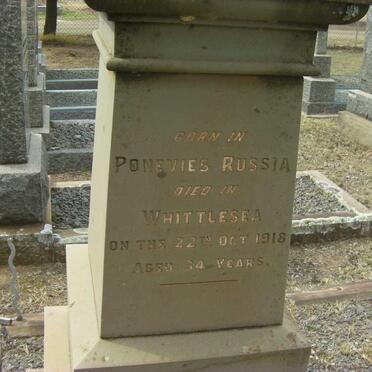 BORN IN
PONEVIES RUSSIA
DIED IN
WHITTLESEA
ON THE 22ND OCT 1918
AGED 34 YEARS.